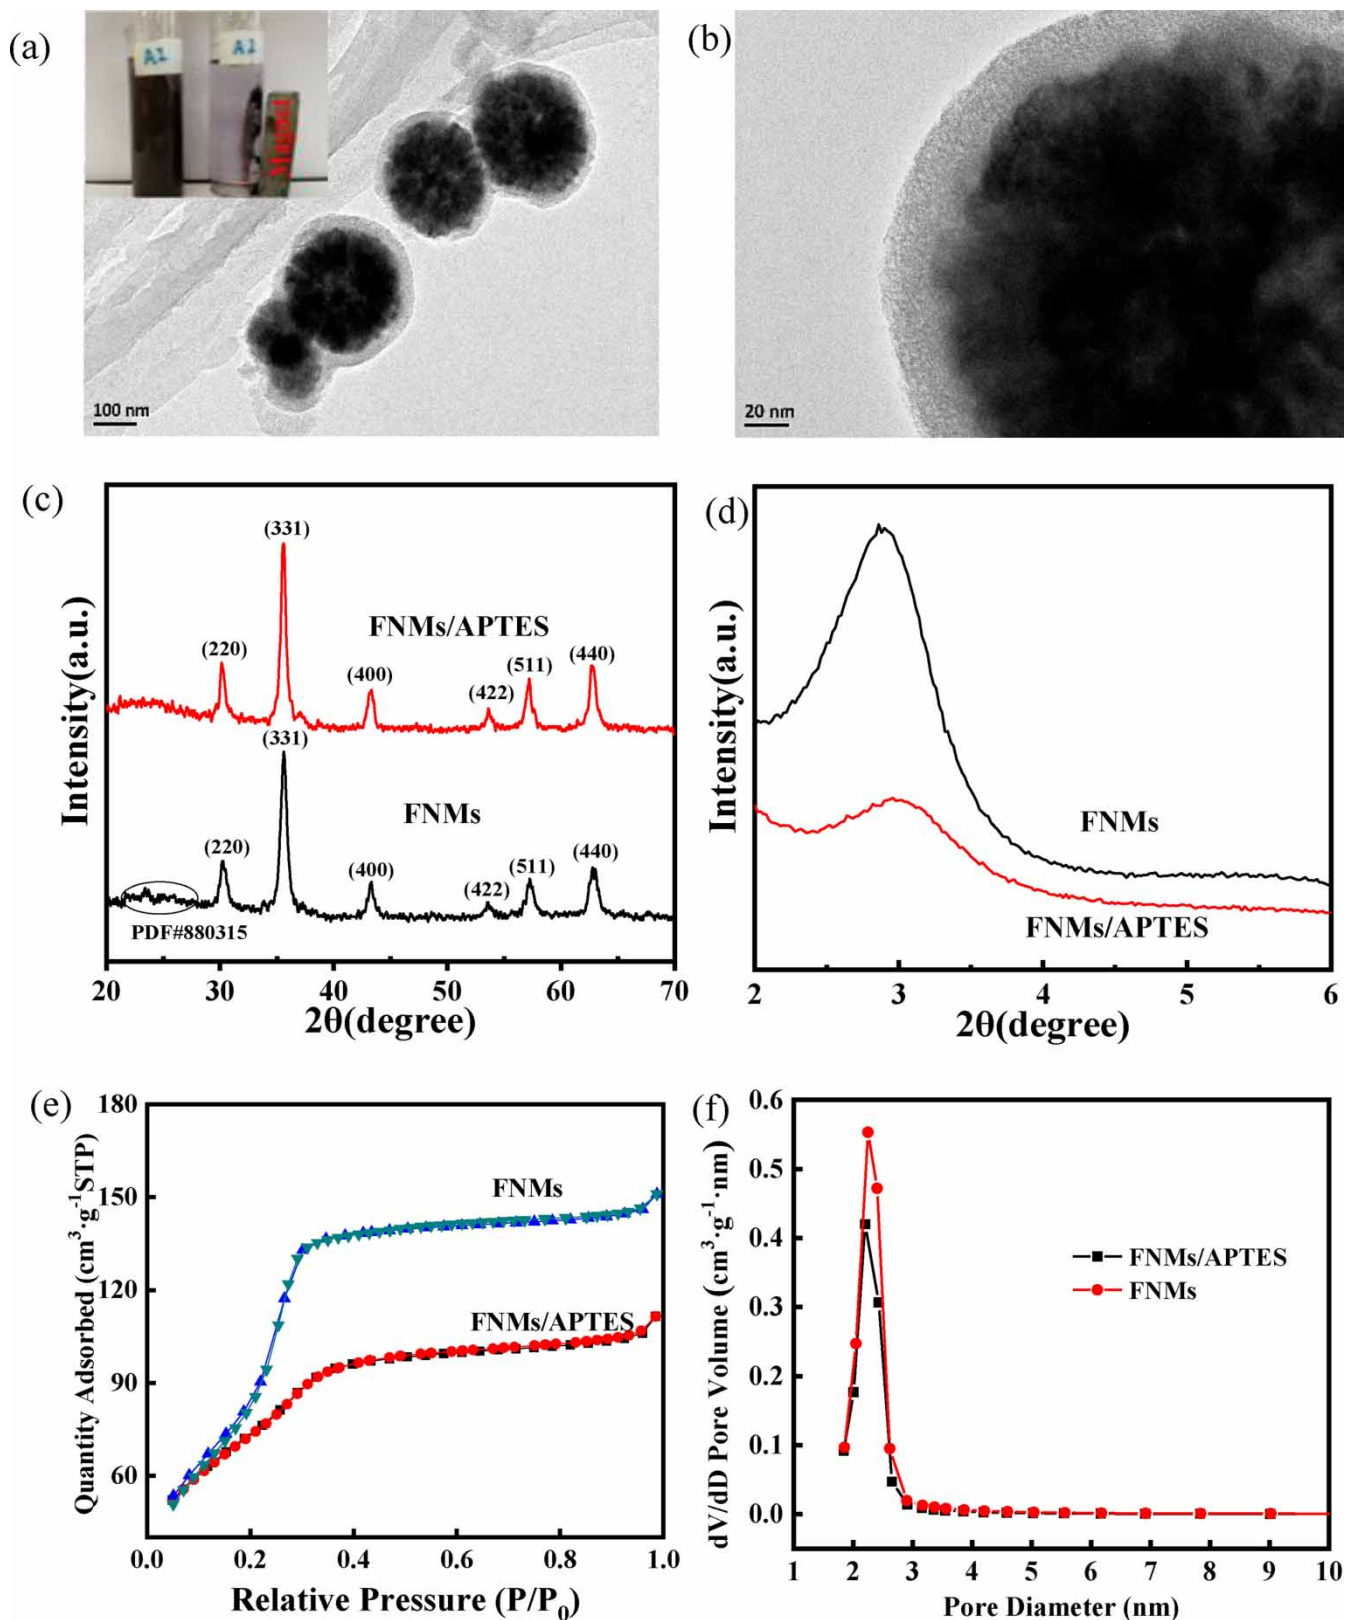 (a)
A2
A2
Magnet
100 nm
(b)
20 nm
(c)
Intensity(a.u.)
(331)
(220)
FNMs/APTES
(400)
(422)
(511)
(440)
(331)
FNMs
(220)
(400)
(422)
(511)
(440)
PDF#880315
20 30 40 50 60 70
2θ(degree)
(d)
Intensity(a.u.)
FNMs
FNMs/APTES
2 3 4 5 6
2θ(degree)
(e)
Quantity Adsorbed (cm³·g⁻¹STP)
180
150
120
90
60
FNMs
FNMs/APTES
0.0 0.2 0.4 0.6 0.8 1.0
Relative Pressure (P/P₀)
(f)
dV/dD Pore Volume (cm³·g⁻¹·nm)
0.6
0.5
0.4
0.3
0.2
0.1
0.0
FNMs/APTES
FNMs
1 2 3 4 5 6 7 8 9 10
Pore Diameter (nm)